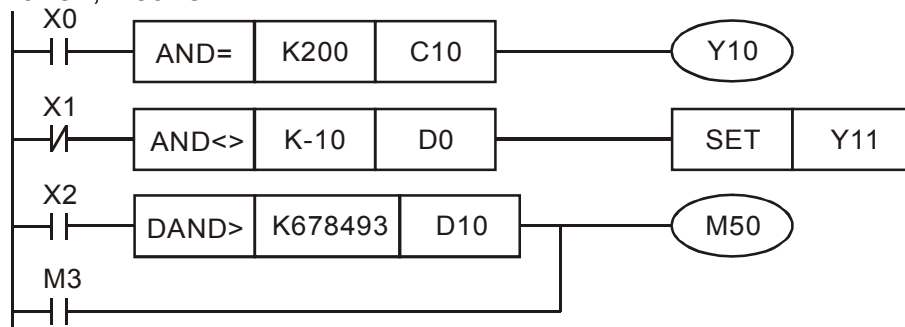 X0
AND= K200 C10 Y10
X1
AND<> K-10 D0 SET Y11
X2
DAND> K678493 D10 M50
M3